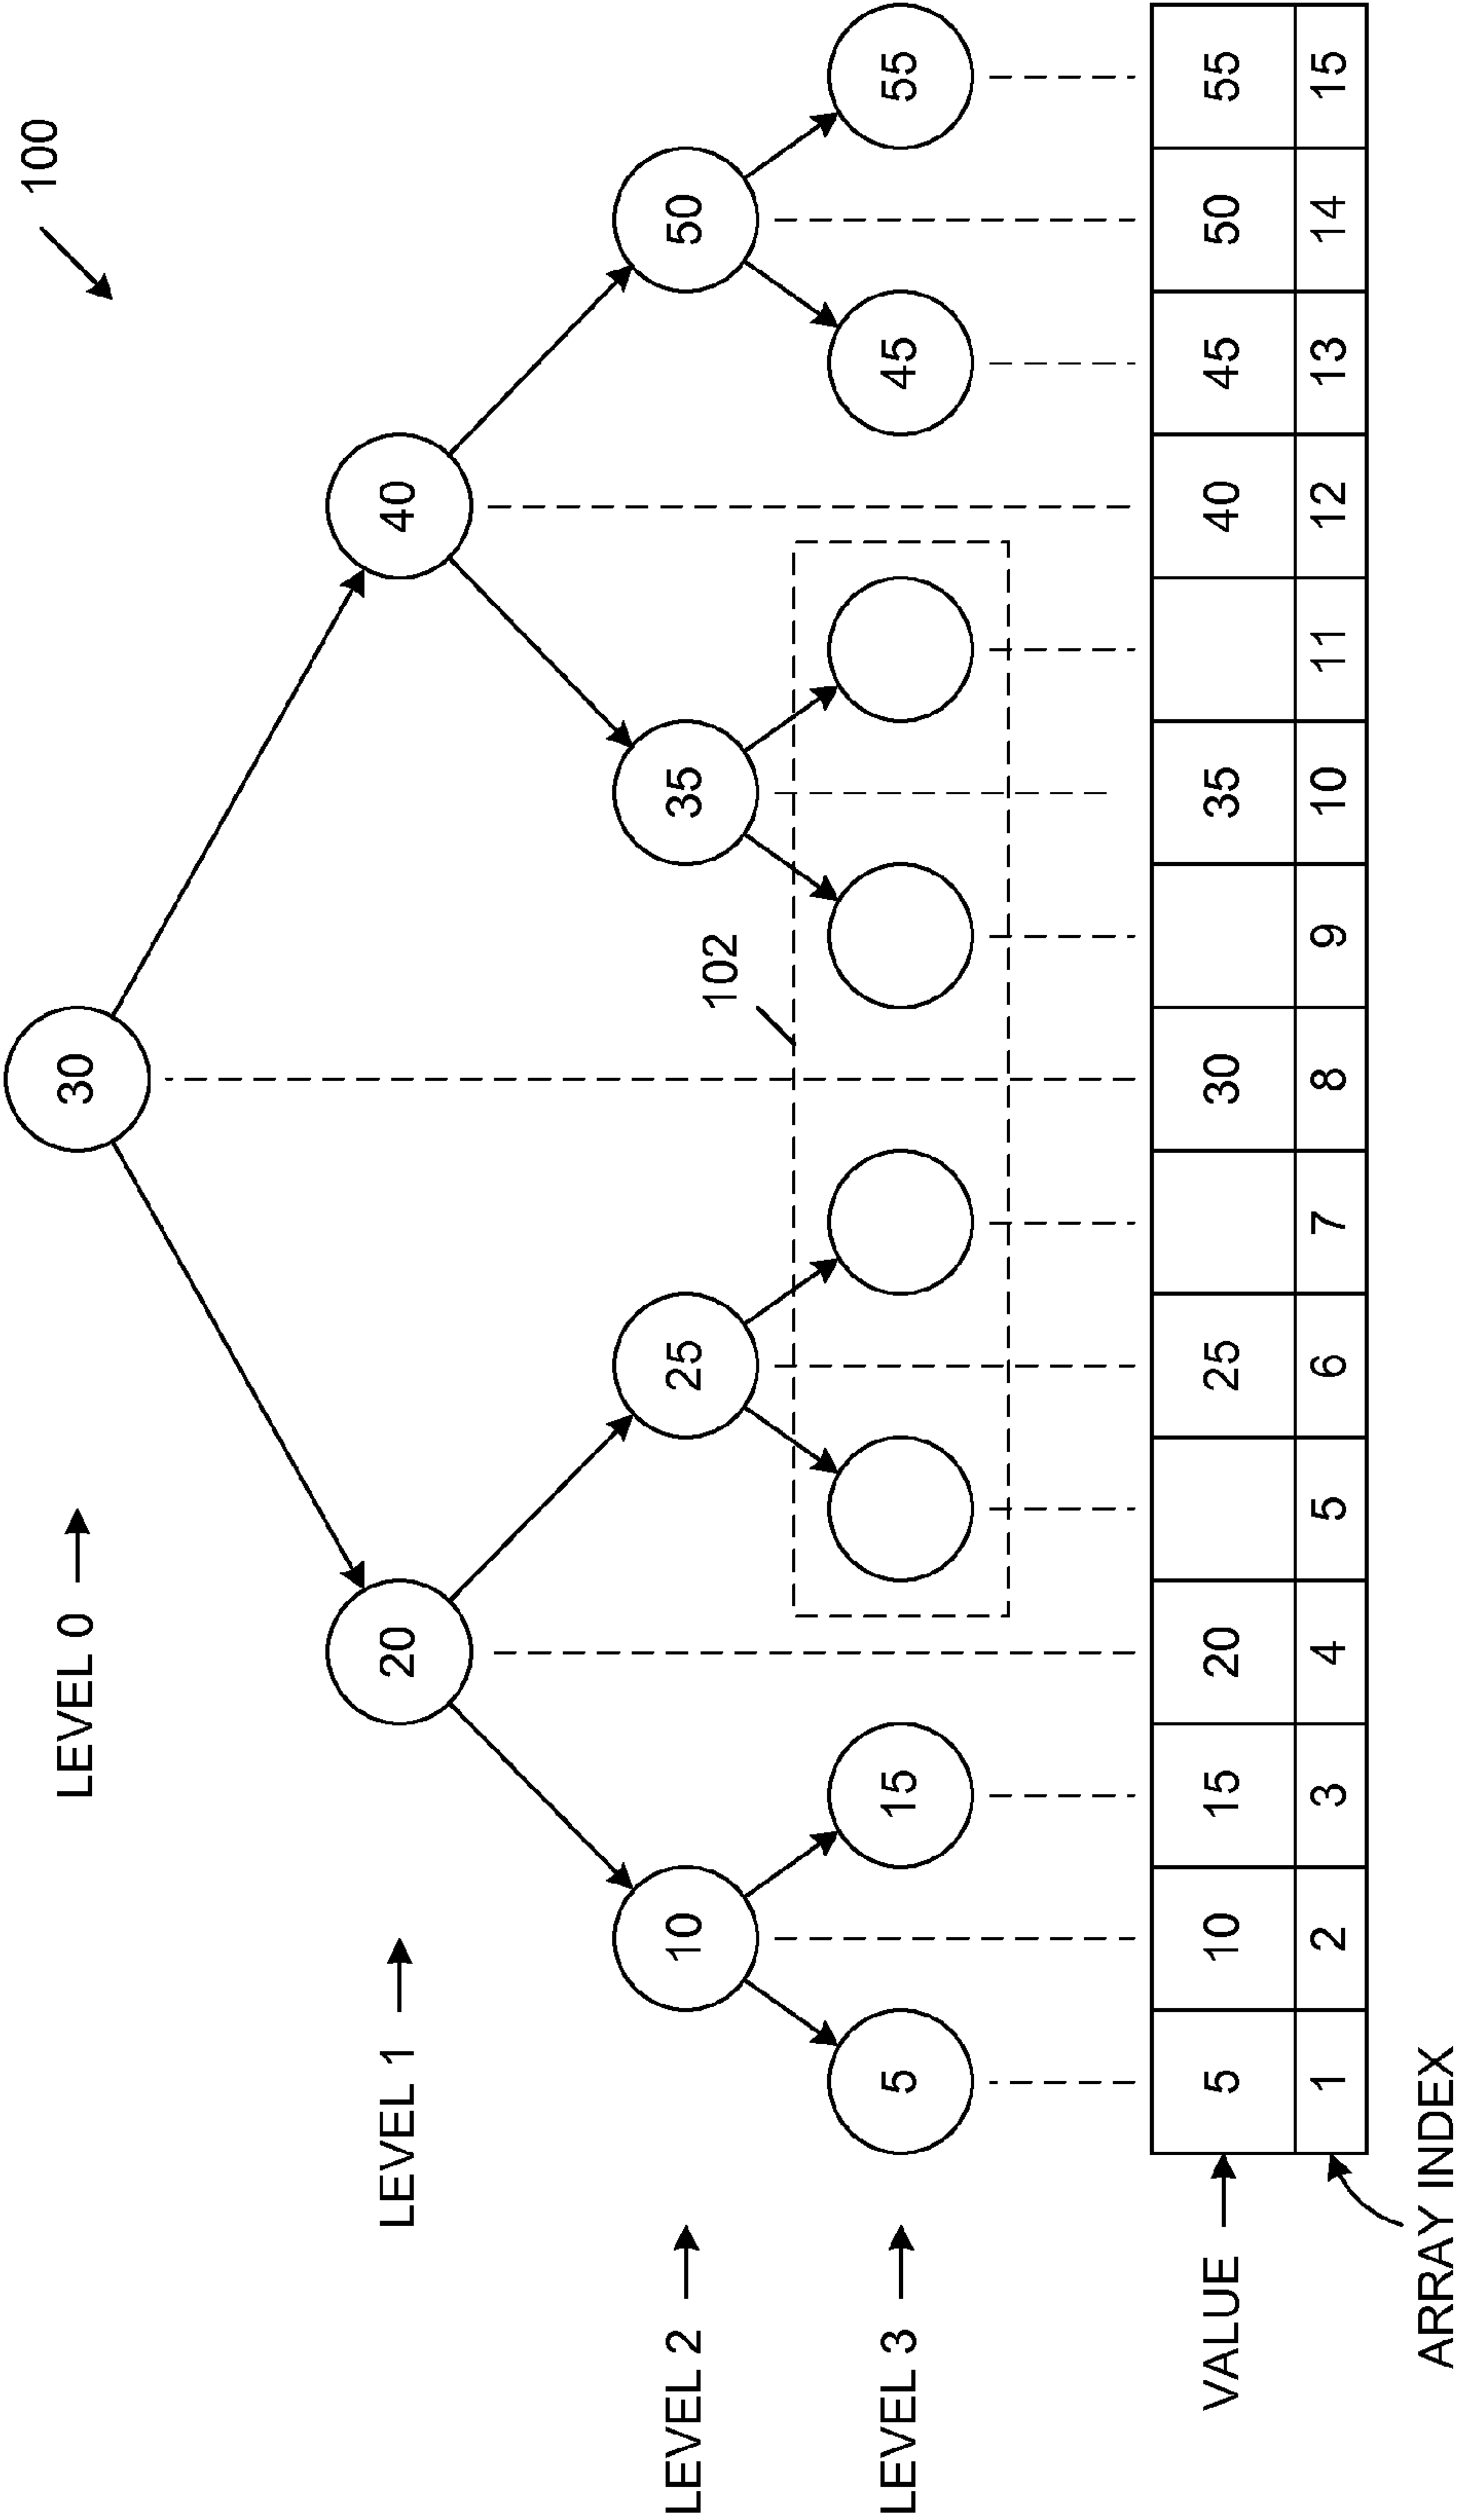 100
LEVEL 0
30
LEVEL 1
20 40
LEVEL 2
10 25 35 50
102
LEVEL 3
5 15 45 55
VALUE 5 10 15 20 25 30 35 40 45 50 55
1 2 3 4 5 6 7 8 9 10 11 12 13 14 15
ARRAY INDEX